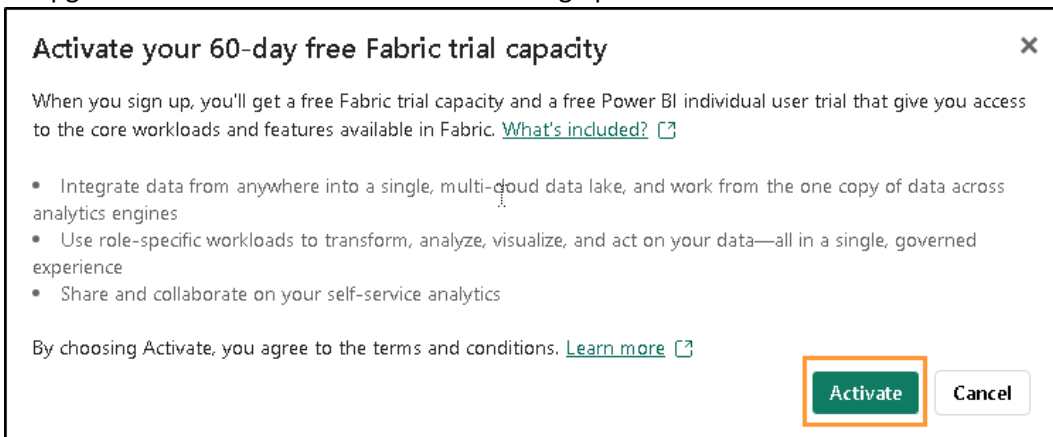 Activate your 60-day free Fabric trial capacity
When you sign up, you'll get a free Fabric trial capacity and a free Power BI individual user trial that give you access
to the core workloads and features available in Fabric. What's included?
• Integrate data from anywhere into a single, multi-cloud data lake, and work from the one copy of data across
analytics engines
• Use role-specific workloads to transform, analyze, visualize, and act on your data—all in a single, governed
experience
• Share and collaborate on your self-service analytics
By choosing Activate, you agree to the terms and conditions. Learn more
Activate Cancel